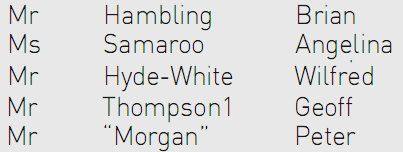 Mr Hambling Brian
Ms Samaroo Angelina
Mr Hyde-White Wilfred
Mr Thompson1 Geoff
Mr “Morgan” Peter